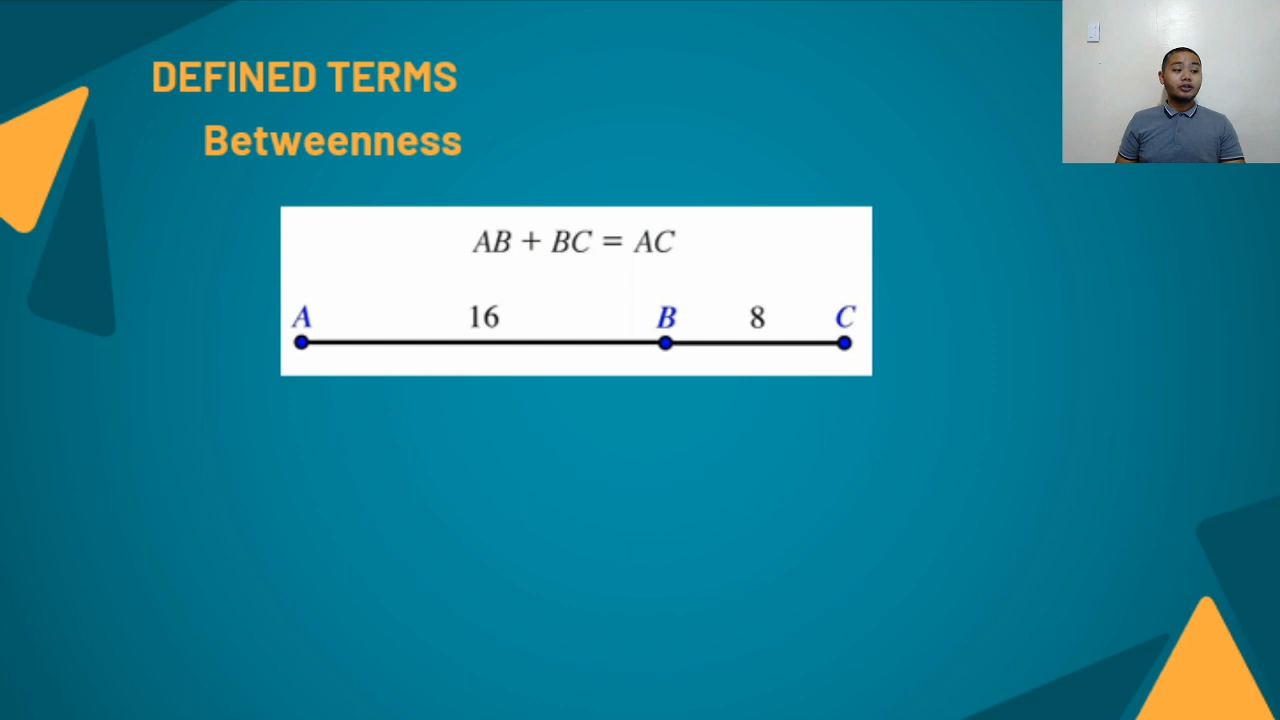 DEFINED TERMS
Betweenness
AB + BC = AC
A 16 B 8 C